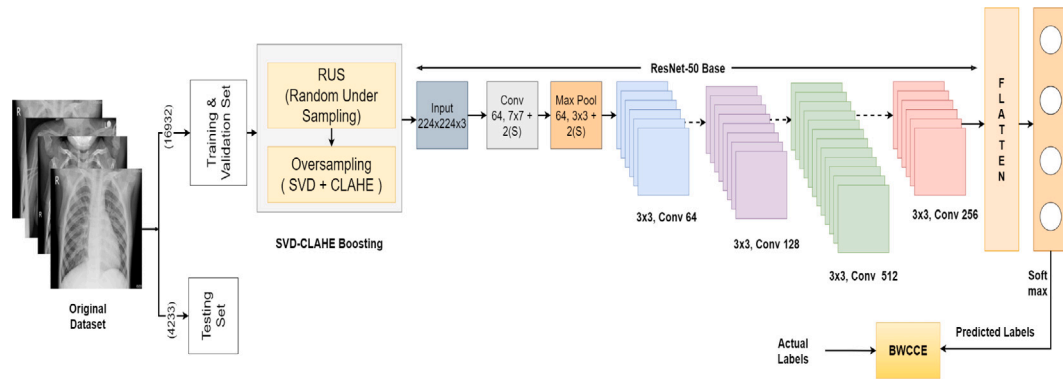 R
R
R
Original
Dataset
(16932)
(4233)
Training &
Validation Set
Testing
Set
RUS
(Random Under
Sampling)
Oversampling
( SVD + CLAHE )
SVD-CLAHE Boosting
ResNet-50 Base
Input
224x224x3
Conv
64, 7x7 +
2(S)
Max Pool
64, 3x3 +
2(S)
3x3, Conv 64
3x3, Conv 128
3x3, Conv 512
3x3, Conv 256
FLATTEN
Soft
max
Predicted Labels
BWCCE
Actual
Labels